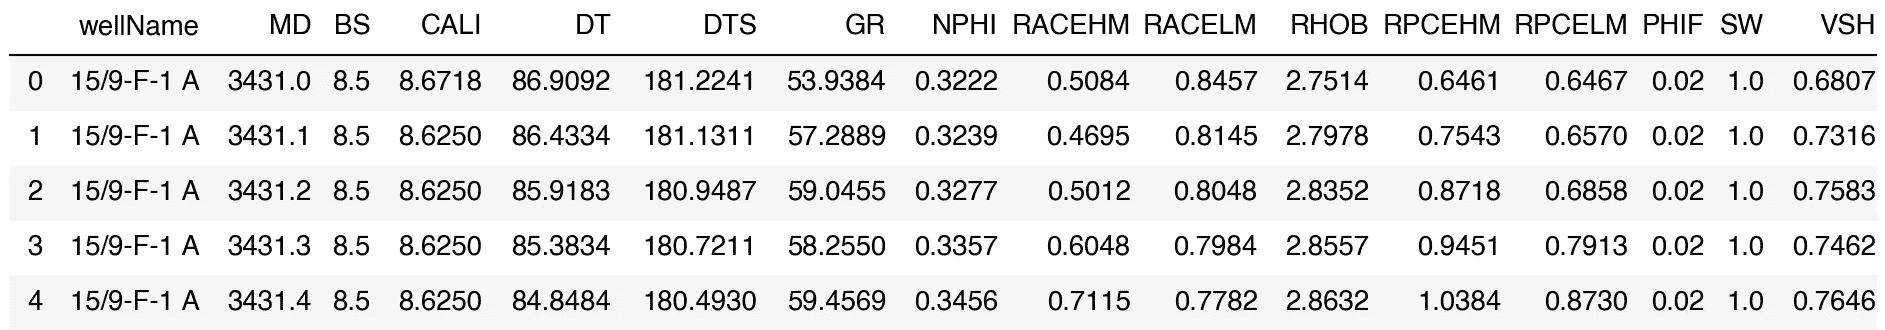 wellName MD BS CALI DT DTS GR NPHI RACEHM RACELM RHOB RPCEHM RPCELM PHIF SW VSH
0 15/9-F-1 A 3431.0 8.5 8.6718 86.9092 181.2241 53.9384 0.3222 0.5084 0.8457 2.7514 0.6461 0.6467 0.02 1.0 0.6807
1 15/9-F-1 A 3431.1 8.5 8.6250 86.4334 181.1311 57.2889 0.3239 0.4695 0.8145 2.7978 0.7543 0.6570 0.02 1.0 0.7316
2 15/9-F-1 A 3431.2 8.5 8.6250 85.9183 180.9487 59.0455 0.3277 0.5012 0.8048 2.8352 0.8718 0.6858 0.02 1.0 0.7583
3 15/9-F-1 A 3431.3 8.5 8.6250 85.3834 180.7211 58.2550 0.3357 0.6048 0.7984 2.8557 0.9451 0.7913 0.02 1.0 0.7462
4 15/9-F-1 A 3431.4 8.5 8.6250 84.8484 180.4930 59.4569 0.3456 0.7115 0.7782 2.8632 1.0384 0.8730 0.02 1.0 0.7646